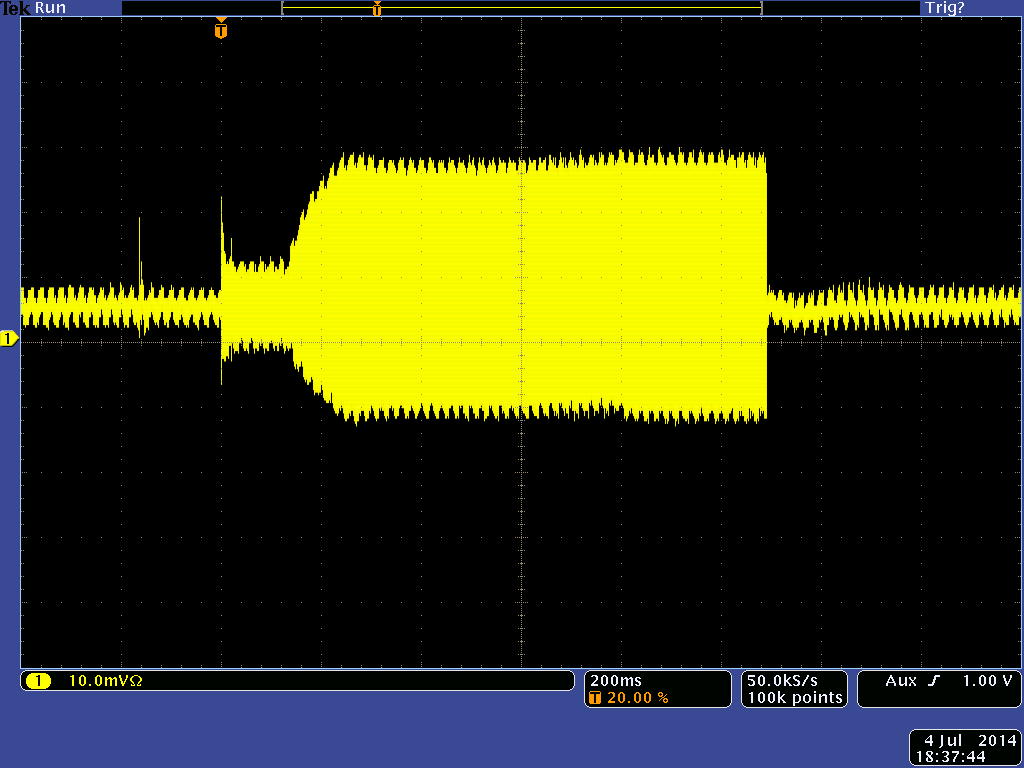 Tek Run Trig?
T
T
1
1 10.0mVΩ
200ms
T 20.00 %
50.0kS/s
100k points
Aux 1.00 V
4 Jul 2014
18:37:44